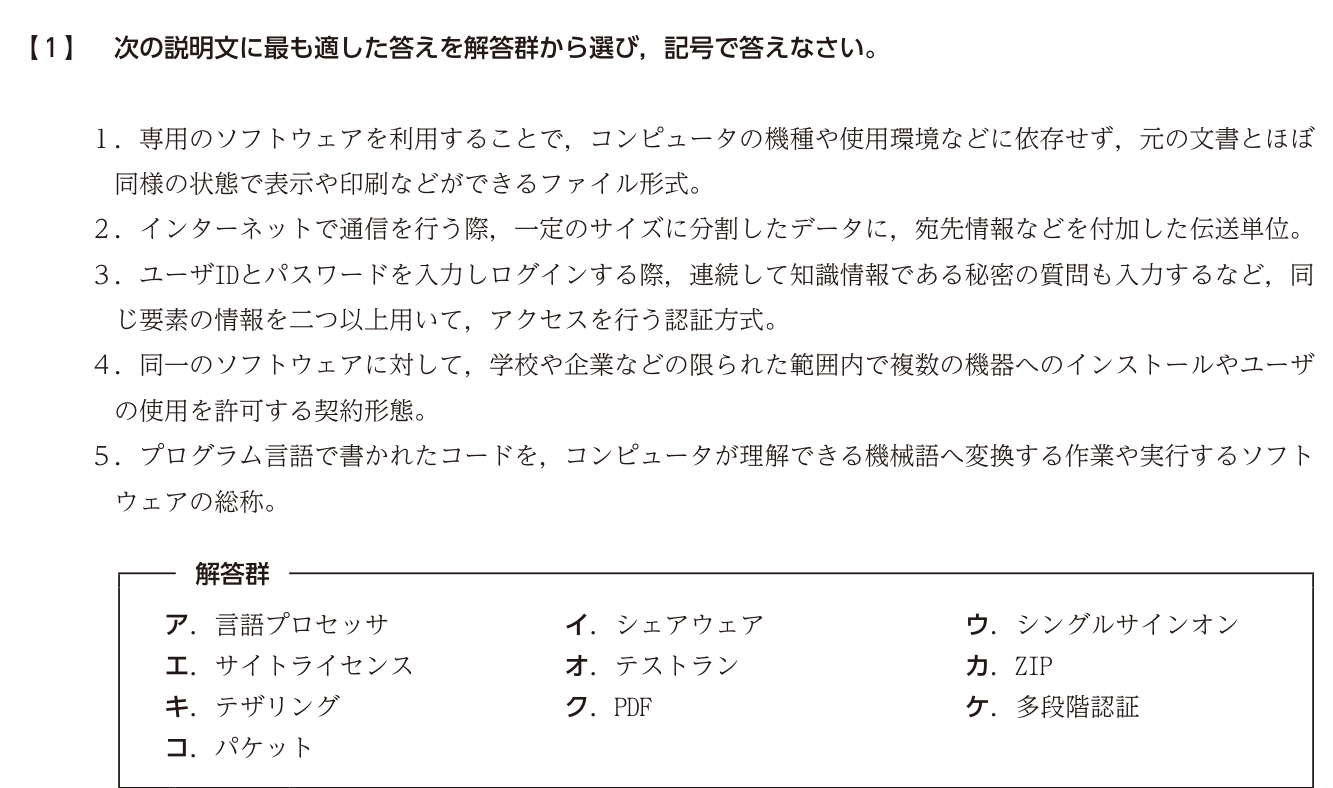 【1】 次の説明文に最も適した答えを解答群から選び，記号で答えなさい。
1．専用のソフトウェアを利用することで，コンピュータの機種や使用環境などに依存せず，元の文書とほぼ
同様の状態で表示や印刷などができるファイル形式。
2．インターネットで通信を行う際，一定のサイズに分割したデータに，宛先情報などを付加した伝送単位。
3．ユーザIDとパスワードを入力しログインする際，連続して知識情報である秘密の質問も入力するなど，同
じ要素の情報を二つ以上用いて，アクセスを行う認証方式。
4．同一のソフトウェアに対して，学校や企業などの限られた範囲内で複数の機器へのインストールやユーザ
の使用を許可する契約形態。
5．プログラム言語で書かれたコードを，コンピュータが理解できる機械語へ変換する作業や実行するソフト
ウェアの総称。
解答群
ア．言語プロセッサ イ．シェアウェア ウ．シングルサインオン
エ．サイトライセンス オ．テストラン カ．ZIP
キ．テザリング ク．PDF ケ．多段階認証
コ．パケット